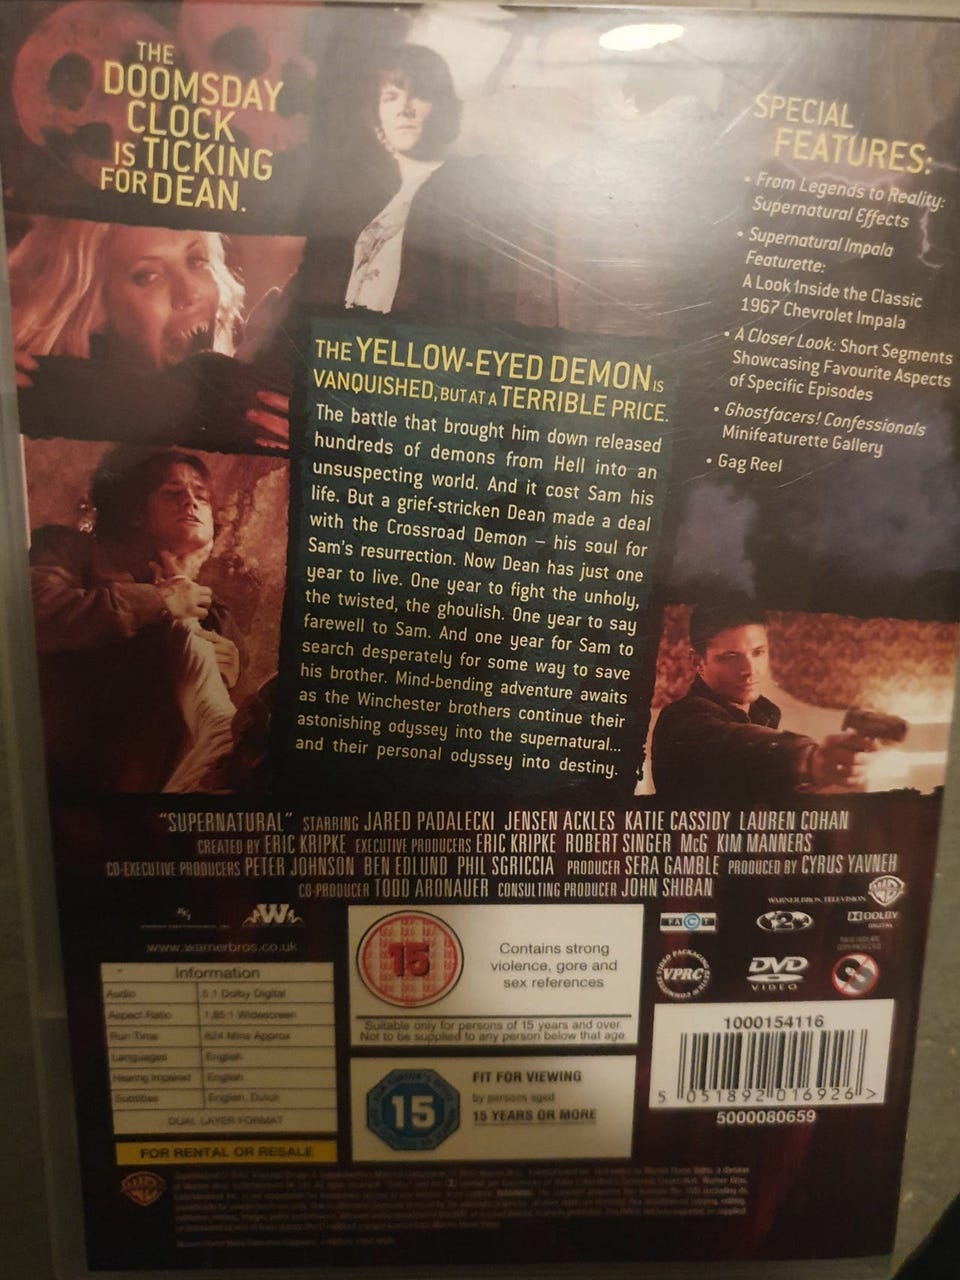 THE
DOOMSDAY
CLOCK
IS TICKING
FOR DEAN.
SPECIAL
FEATURES:
• From Legends to Reality:
Supernatural Effects
• Supernatural Impala
Featurette:
A Look Inside the Classic
1967 Chevrolet Impala
• A Closer Look: Short Segments
Showcasing Favourite Aspects
of Specific Episodes
• Ghostfacers! Confessionals
Minifeaturette Gallery
• Gag Reel
THE YELLOW-EYED DEMON IS
VANQUISHED, BUT AT A TERRIBLE PRICE.
The battle that brought him down released
hundreds of demons from Hell into an
unsuspecting world. And it cost Sam his
life. But a grief-stricken Dean made a deal
with the Crossroad Demon – his soul for
Sam's resurrection. Now Dean has just one
year to live. One year to fight the unholy,
the twisted, the ghoulish. One year to say
farewell to Sam. And one year for Sam to
search desperately for some way to save
his brother. Mind-bending adventure awaits
as the Winchester brothers continue their
astonishing odyssey into the supernatural...
and their personal odyssey into destiny.
"SUPERNATURAL" STARRING JARED PADALECKI JENSEN ACKLES KATIE CASSIDY LAUREN COHAN
CREATED BY ERIC KRIPKE EXECUTIVE PRODUCERS ERIC KRIPKE ROBERT SINGER McG KIM MANNERS
CO-EXECUTIVE PRODUCERS PETER JOHNSON BEN EDLUND PHIL SGRICCIA PRODUCER SERA GAMBLE PRODUCED BY CYRUS YAVNEH
CO-PRODUCER TODD ARONAUER CONSULTING PRODUCER JOHN SHIBAN
WARNER BROS. TELEVISION
www.warnerbros.co.uk
Information
Audio 5.1 Dolby Digital
Aspect Ratio 1.85:1 Widescreen
Run Time 624 Mins Approx
Languages English
Hearing Impaired English
Subtitles English, Dutch
DUAL LAYER FORMAT
FOR RENTAL OR RESALE
15
Contains strong
violence, gore and
sex references
Suitable only for persons of 15 years and over.
Not to be supplied to any person below that age.
15
FIT FOR VIEWING
by persons aged
15 YEARS OR MORE
FACT
2
DOLBY
DIGITAL
VPRC
DVD
VIDEO
1000154116
5 051892 016926 >
5000080659